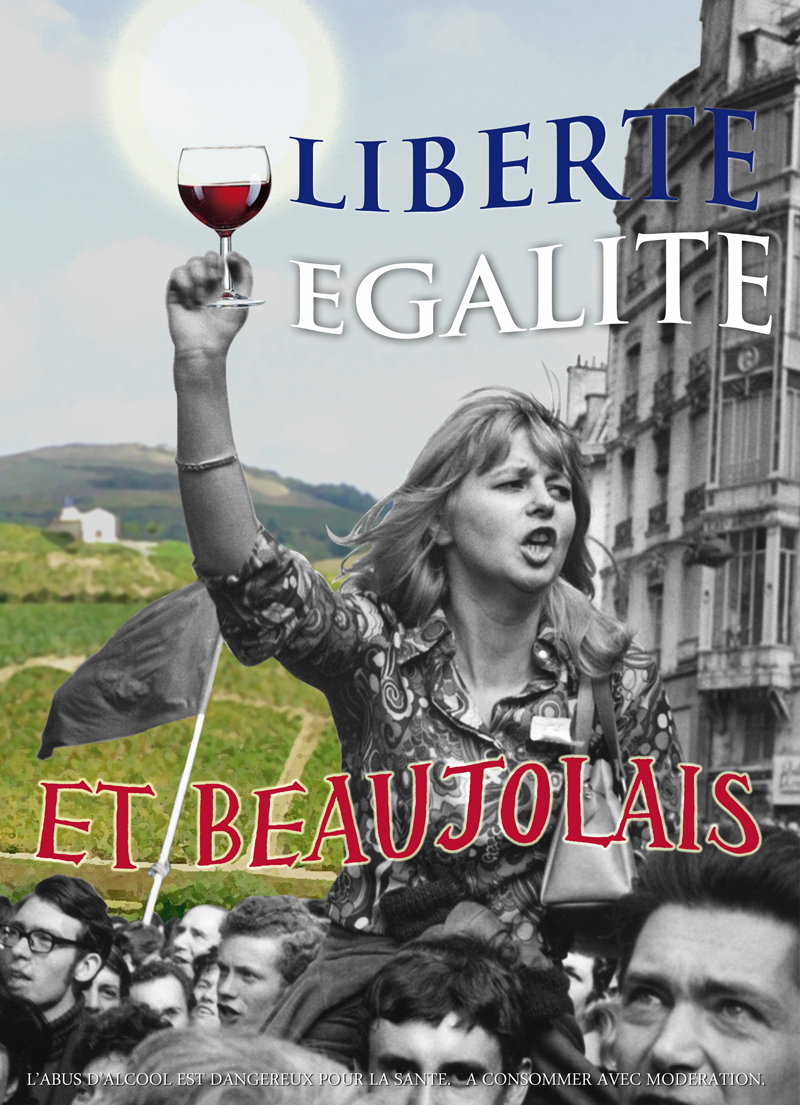 LIBERTE
EGALITE
ET BEAUJOLAIS
L'ABUS D'ALCOOL EST DANGEREUX POUR LA SANTE. A CONSOMMER AVEC MODERATION.